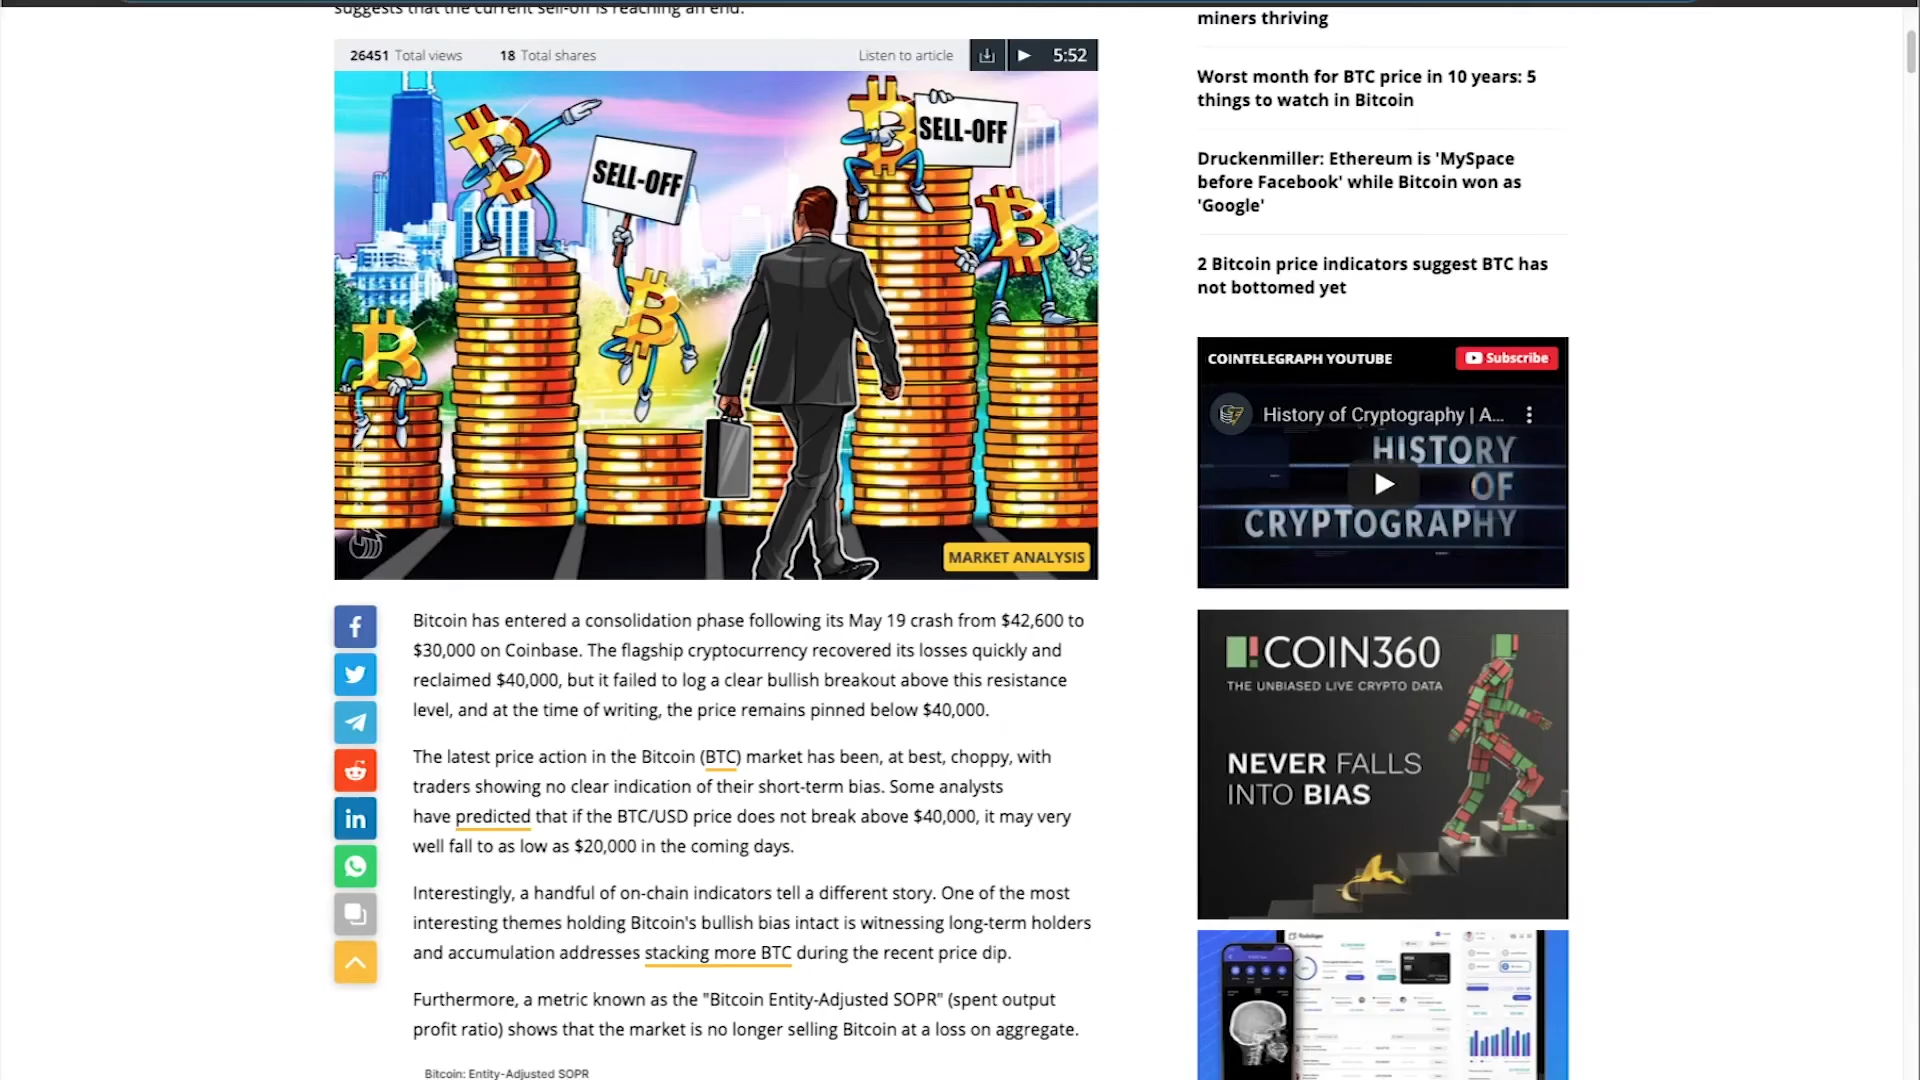 suggests that the current sell-off is reaching an end.
26451 Total views 18 Total shares Listen to article 5:52
SELL-OFF
SELL-OFF
MARKET ANALYSIS
Bitcoin has entered a consolidation phase following its May 19 crash from $42,600 to
$30,000 on Coinbase. The flagship cryptocurrency recovered its losses quickly and
reclaimed $40,000, but it failed to log a clear bullish breakout above this resistance
level, and at the time of writing, the price remains pinned below $40,000.
The latest price action in the Bitcoin (BTC) market has been, at best, choppy, with
traders showing no clear indication of their short-term bias. Some analysts
have predicted that if the BTC/USD price does not break above $40,000, it may very
well fall to as low as $20,000 in the coming days.
Interestingly, a handful of on-chain indicators tell a different story. One of the most
interesting themes holding Bitcoin's bullish bias intact is witnessing long-term holders
and accumulation addresses stacking more BTC during the recent price dip.
Furthermore, a metric known as the "Bitcoin Entity-Adjusted SOPR" (spent output
profit ratio) shows that the market is no longer selling Bitcoin at a loss on aggregate.
Bitcoin: Entity-Adjusted SOPR
miners thriving
Worst month for BTC price in 10 years: 5
things to watch in Bitcoin
Druckenmiller: Ethereum is 'MySpace
before Facebook' while Bitcoin won as
'Google'
2 Bitcoin price indicators suggest BTC has
not bottomed yet
COINTELEGRAPH YOUTUBE Subscribe
History of Cryptography | A...
HISTORY
OF
CRYPTOGRAPHY
COIN360
THE UNBIASED LIVE CRYPTO DATA
NEVER FALLS
INTO BIAS